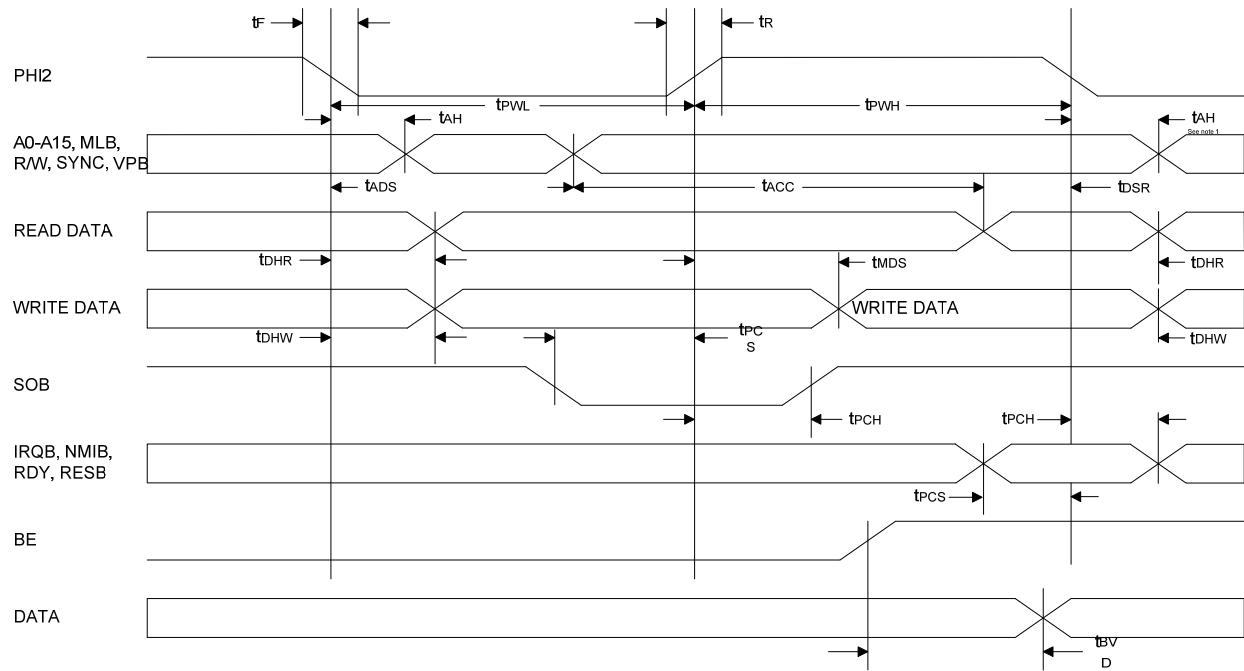 tF
tR
PHI2
tPWL
tPWH
tAH
tAH
See note 1
A0-A15, MLB,
R/W, SYNC, VPB
tADS
tACC
tDSR
READ DATA
tDHR
tMDS
tDHR
WRITE DATA
WRITE DATA
tDHW
tPC
S
tDHW
SOB
tPCH
tPCH
IRQB, NMIB,
RDY, RESB
tPCS
BE
DATA
tBV
D